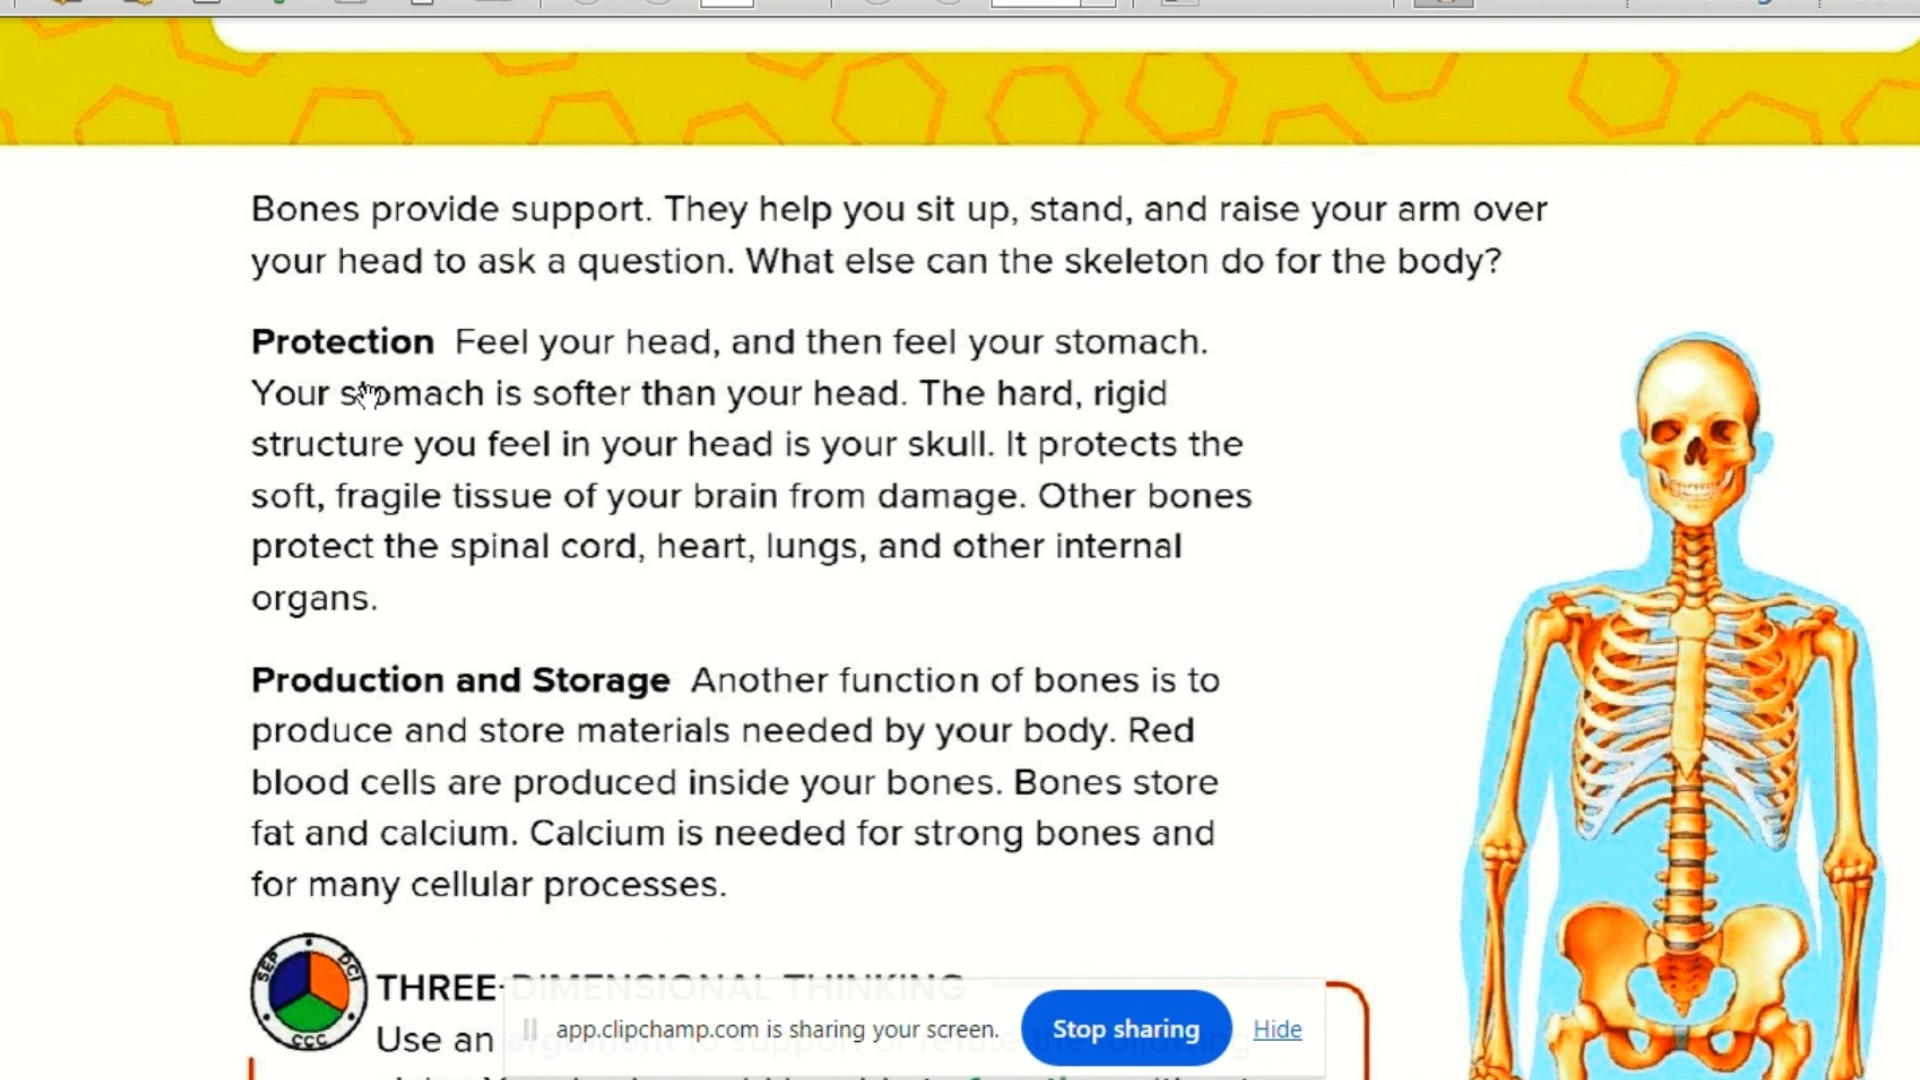 Bones provide support. They help you sit up, stand, and raise your arm over
your head to ask a question. What else can the skeleton do for the body?
Protection Feel your head, and then feel your stomach.
Your stomach is softer than your head. The hard, rigid
structure you feel in your head is your skull. It protects the
soft, fragile tissue of your brain from damage. Other bones
protect the spinal cord, heart, lungs, and other internal
organs.
Production and Storage Another function of bones is to
produce and store materials needed by your body. Red
blood cells are produced inside your bones. Bones store
fat and calcium. Calcium is needed for strong bones and
for many cellular processes.
SEP DCI CCC
THREE-DIMENSIONAL THINKING
Use an argument to support or refute the following
app.clipchamp.com is sharing your screen. Stop sharing Hide